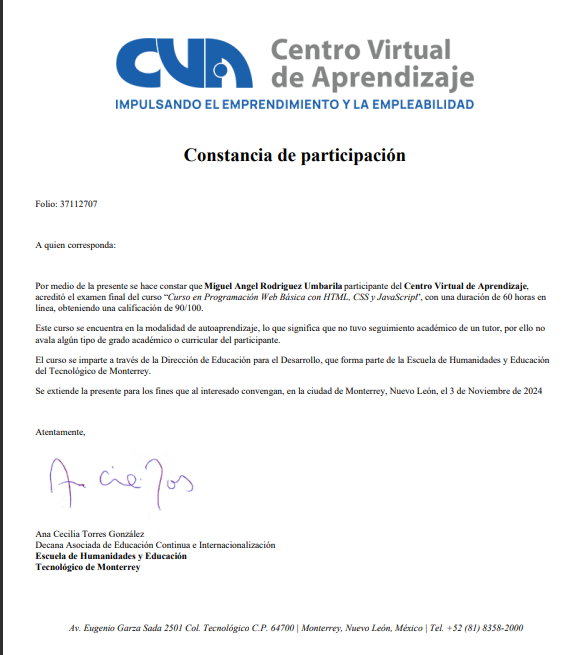 CVA
Centro Virtual
de Aprendizaje
IMPULSANDO EL EMPRENDIMIENTO Y LA EMPLEABILIDAD
Constancia de participación
Folio: 37112707
A quien corresponda:
Por medio de la presente se hace constar que Miguel Angel Rodriguez Umbarila participante del Centro Virtual de Aprendizaje,
acreditó el examen final del curso "Curso en Programación Web Básica con HTML, CSS y JavaScript", con una duración de 60 horas en
línea, obteniendo una calificación de 90/100.
Este curso se encuentra en la modalidad de autoaprendizaje, lo que significa que no tuvo seguimiento académico de un tutor, por ello no
avala algún tipo de grado académico o curricular del participante.
El curso se imparte a través de la Dirección de Educación para el Desarrollo, que forma parte de la Escuela de Humanidades y Educación
del Tecnológico de Monterrey.
Se extiende la presente para los fines que al interesado convengan, en la ciudad de Monterrey, Nuevo León, el 3 de Noviembre de 2024
Atentamente,
Ana Cecilia Torres González
Decana Asociada de Educación Continua e Internacionalización
Escuela de Humanidades y Educación
Tecnológico de Monterrey
Av. Eugenio Garza Sada 2501 Col. Tecnológico C.P. 64700 | Monterrey, Nuevo León, México | Tel. +52 (81) 8358-2000